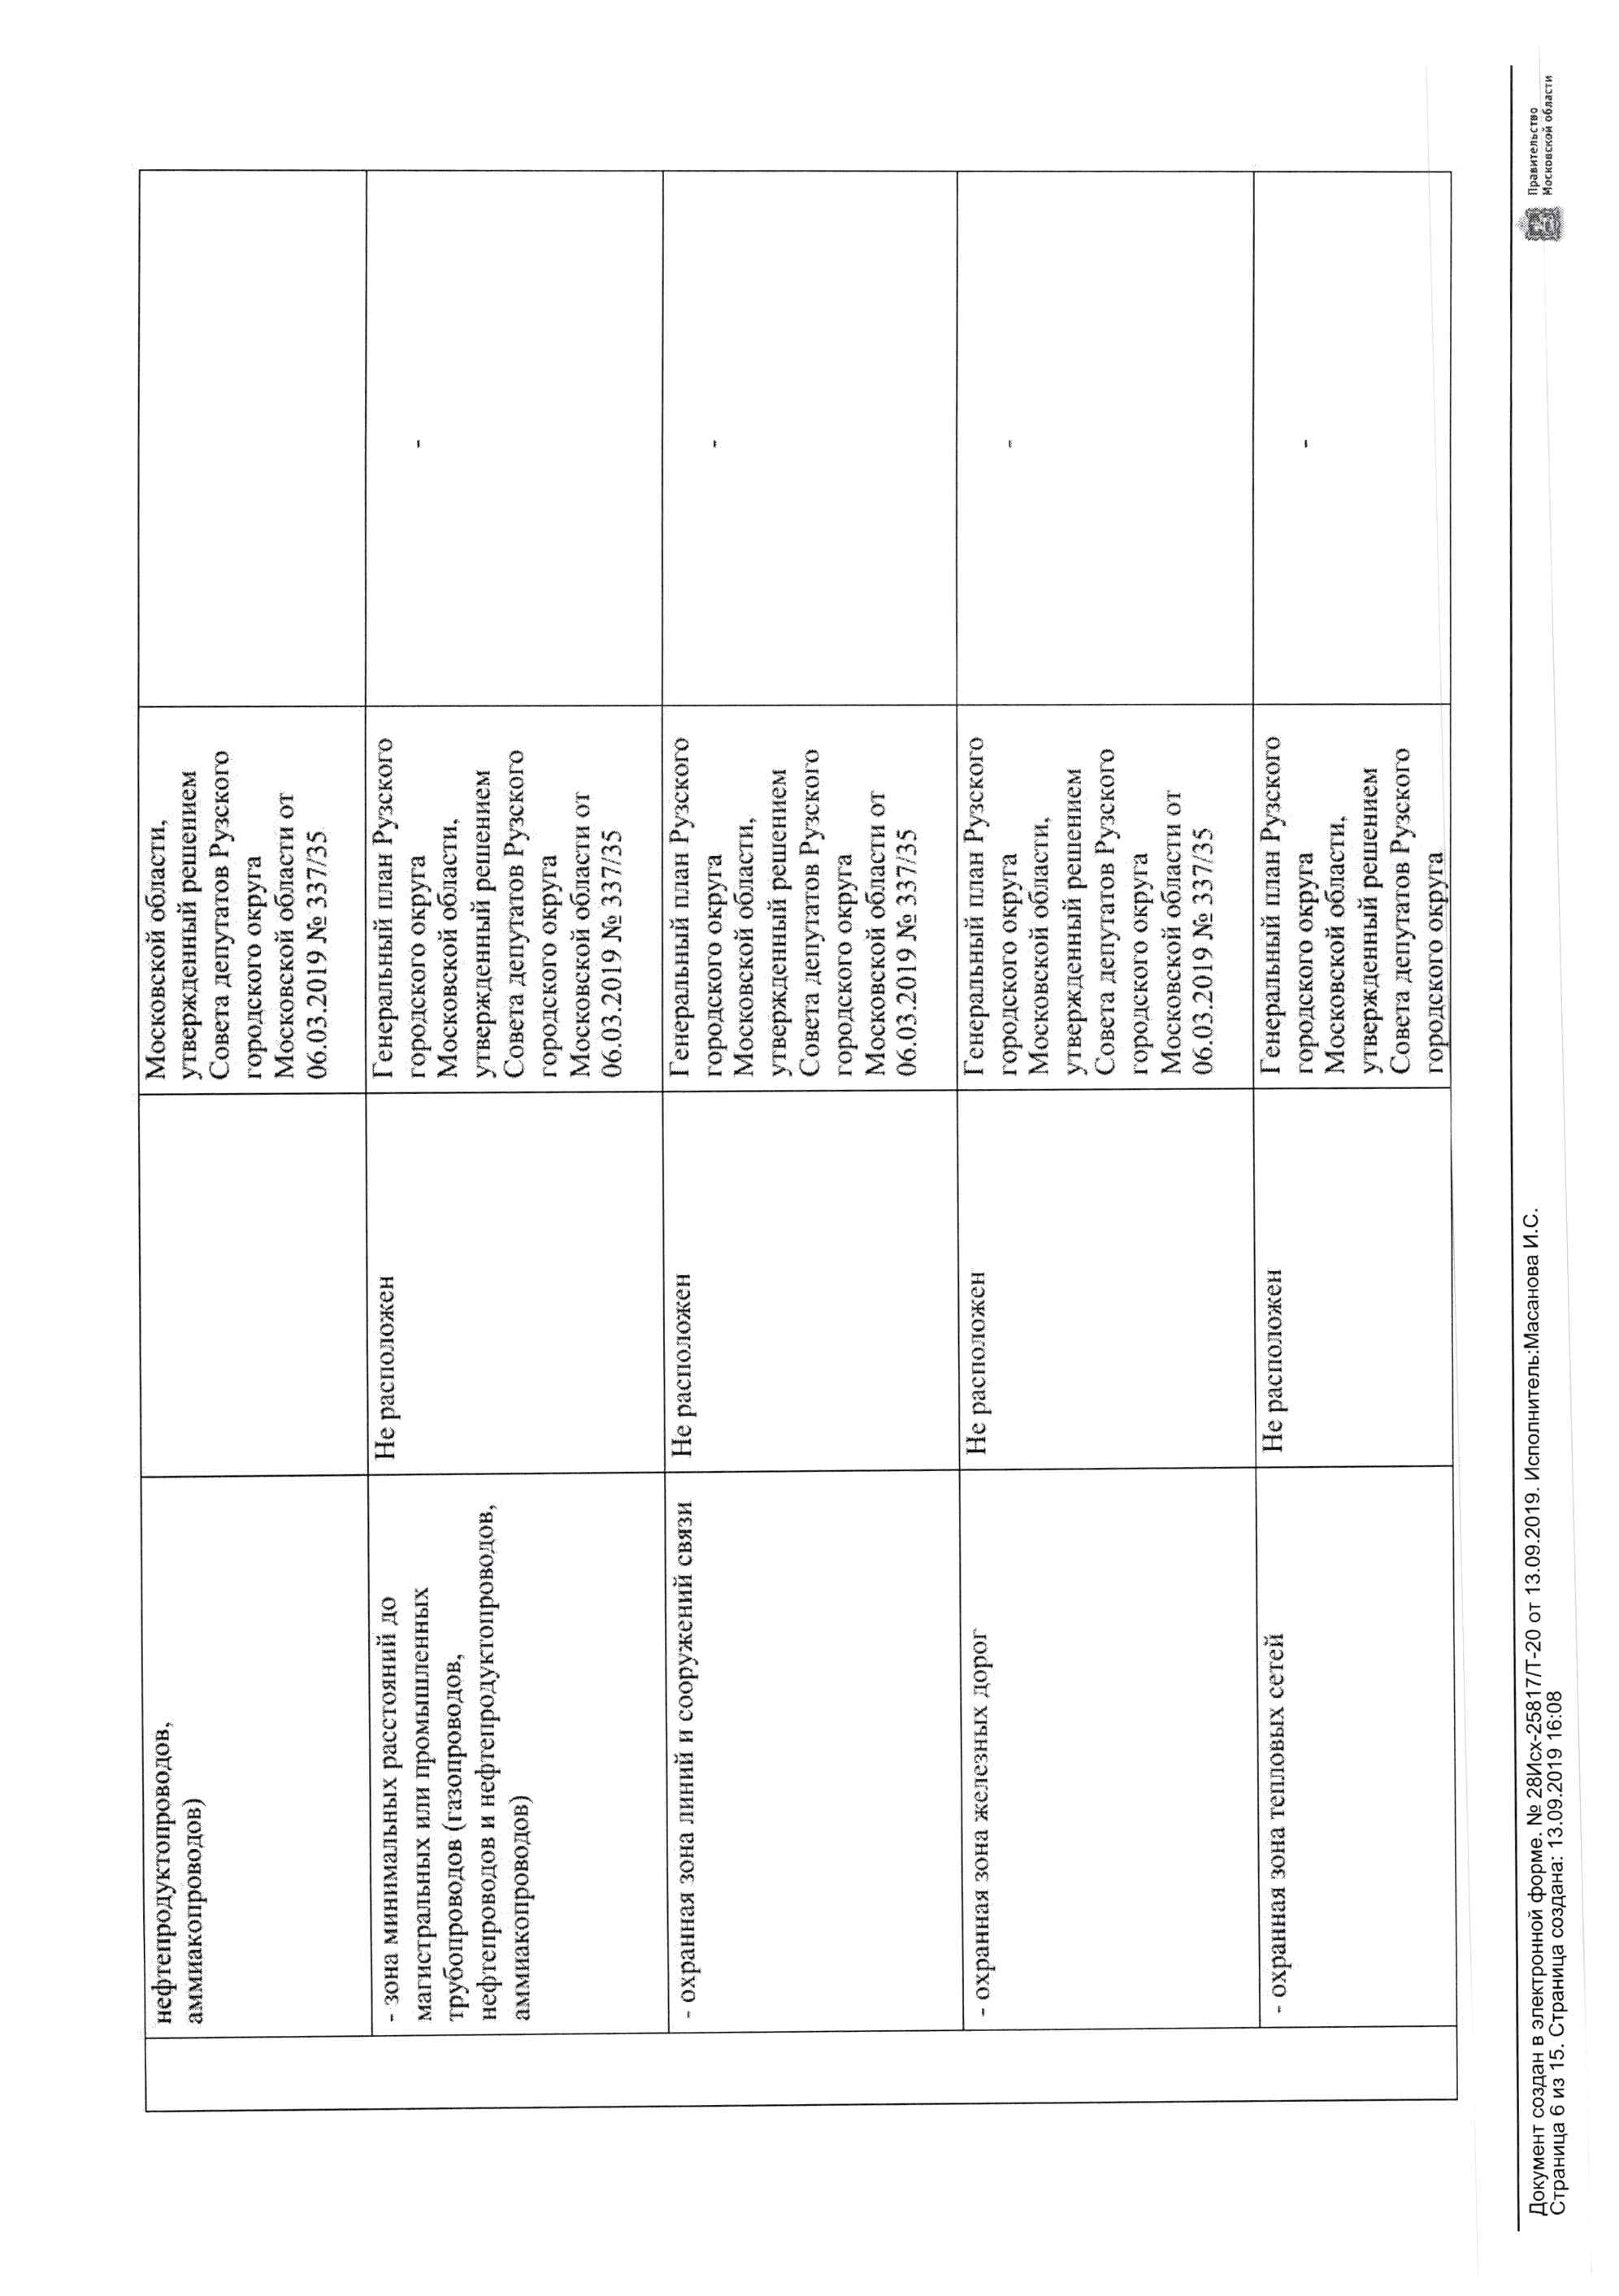 нефтепродуктопроводов,
аммиакопроводов)
Московской области,
утвержденный решением
Совета депутатов Рузского
городского округа
Московской области от
06.03.2019 № 337/35
- зона минимальных расстояний до
магистральных или промышленных
трубопроводов (газопроводов,
нефтепроводов и нефтепродуктопроводов,
аммиакопроводов)
Не расположен
Генеральный план Рузского
городского округа
Московской области,
утвержденный решением
Совета депутатов Рузского
городского округа
Московской области от
06.03.2019 № 337/35
-
- охранная зона линий и сооружений связи
Не расположен
Генеральный план Рузского
городского округа
Московской области,
утвержденный решением
Совета депутатов Рузского
городского округа
Московской области от
06.03.2019 № 337/35
-
- охранная зона железных дорог
Не расположен
Генеральный план Рузского
городского округа
Московской области,
утвержденный решением
Совета депутатов Рузского
городского округа
Московской области от
06.03.2019 № 337/35
-
- охранная зона тепловых сетей
Не расположен
Генеральный план Рузского
городского округа
Московской области,
утвержденный решением
Совета депутатов Рузского
городского округа
-
Документ создан в электронной форме. № 28Исх-25817/Т-20 от 13.09.2019. Исполнитель:Масанова И.С.
Страница 6 из 15. Страница создана: 13.09.2019 16:08
Правительство
Московской области